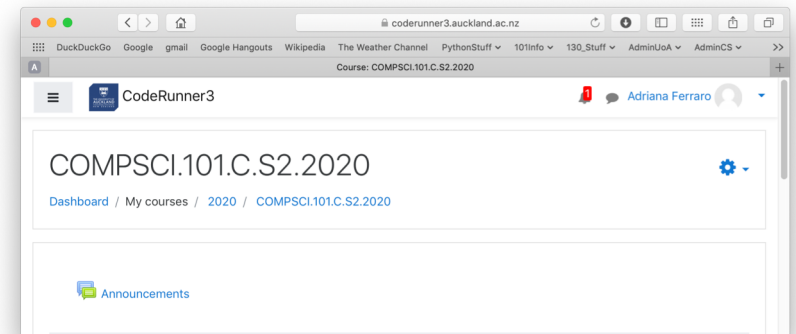 coderunner3.auckland.ac.nz
DuckDuckGo Google gmail Google Hangouts Wikipedia The Weather Channel PythonStuff 101Info 130_Stuff AdminUoA AdminCS >>
A Course: COMPSCI.101.C.S2.2020 +
CodeRunner3 1 Adriana Ferraro
COMPSCI.101.C.S2.2020
Dashboard / My courses / 2020 / COMPSCI.101.C.S2.2020
Announcements